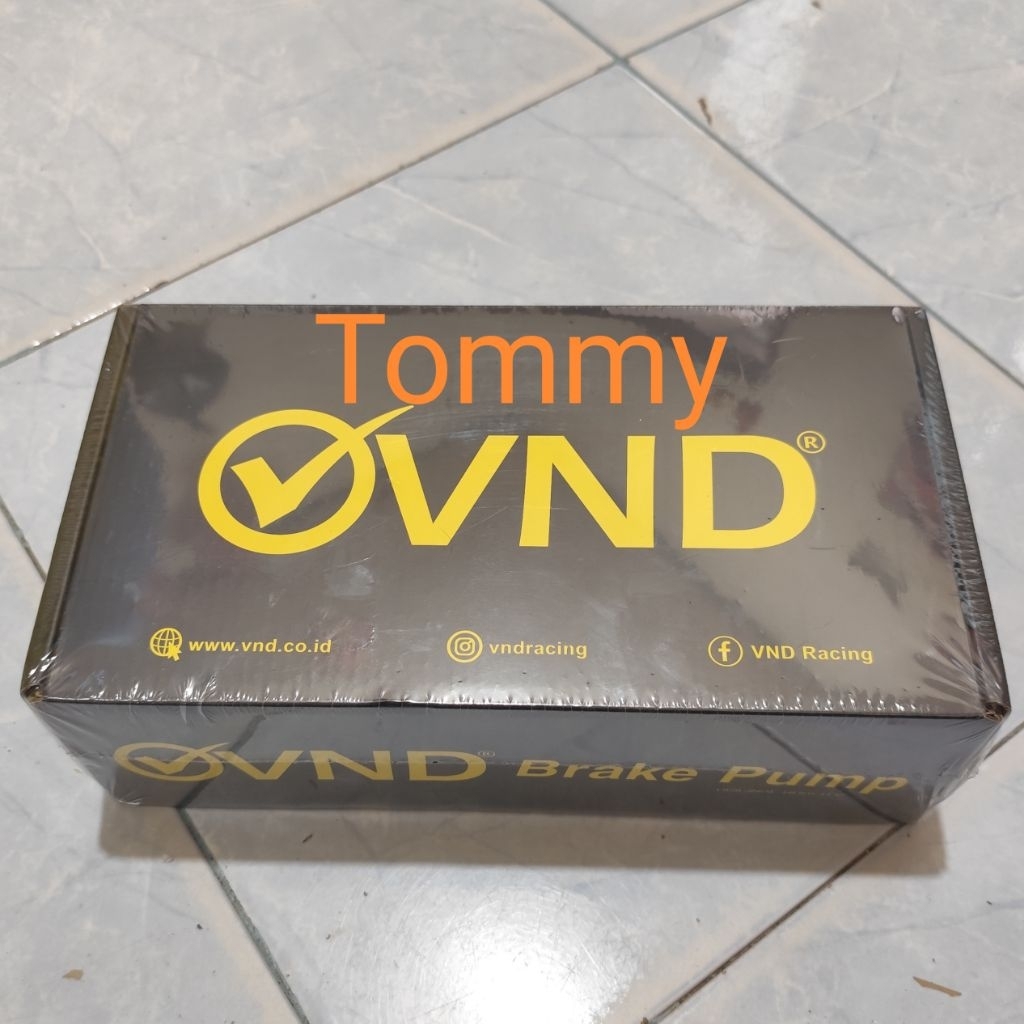 Tommy
VND®
www.vnd.co.id
vndracing
VND Racing
VND® Brake Pump